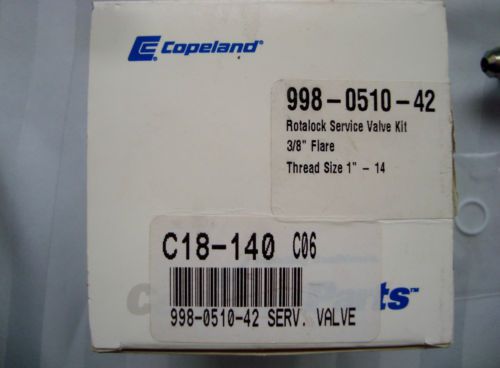 Copeland®
998-0510-42
Rotalock Service Valve Kit
3/8" Flare
Thread Size 1" - 14
C18-140 C06
998-0510-42 SERV. VALVE
ts™